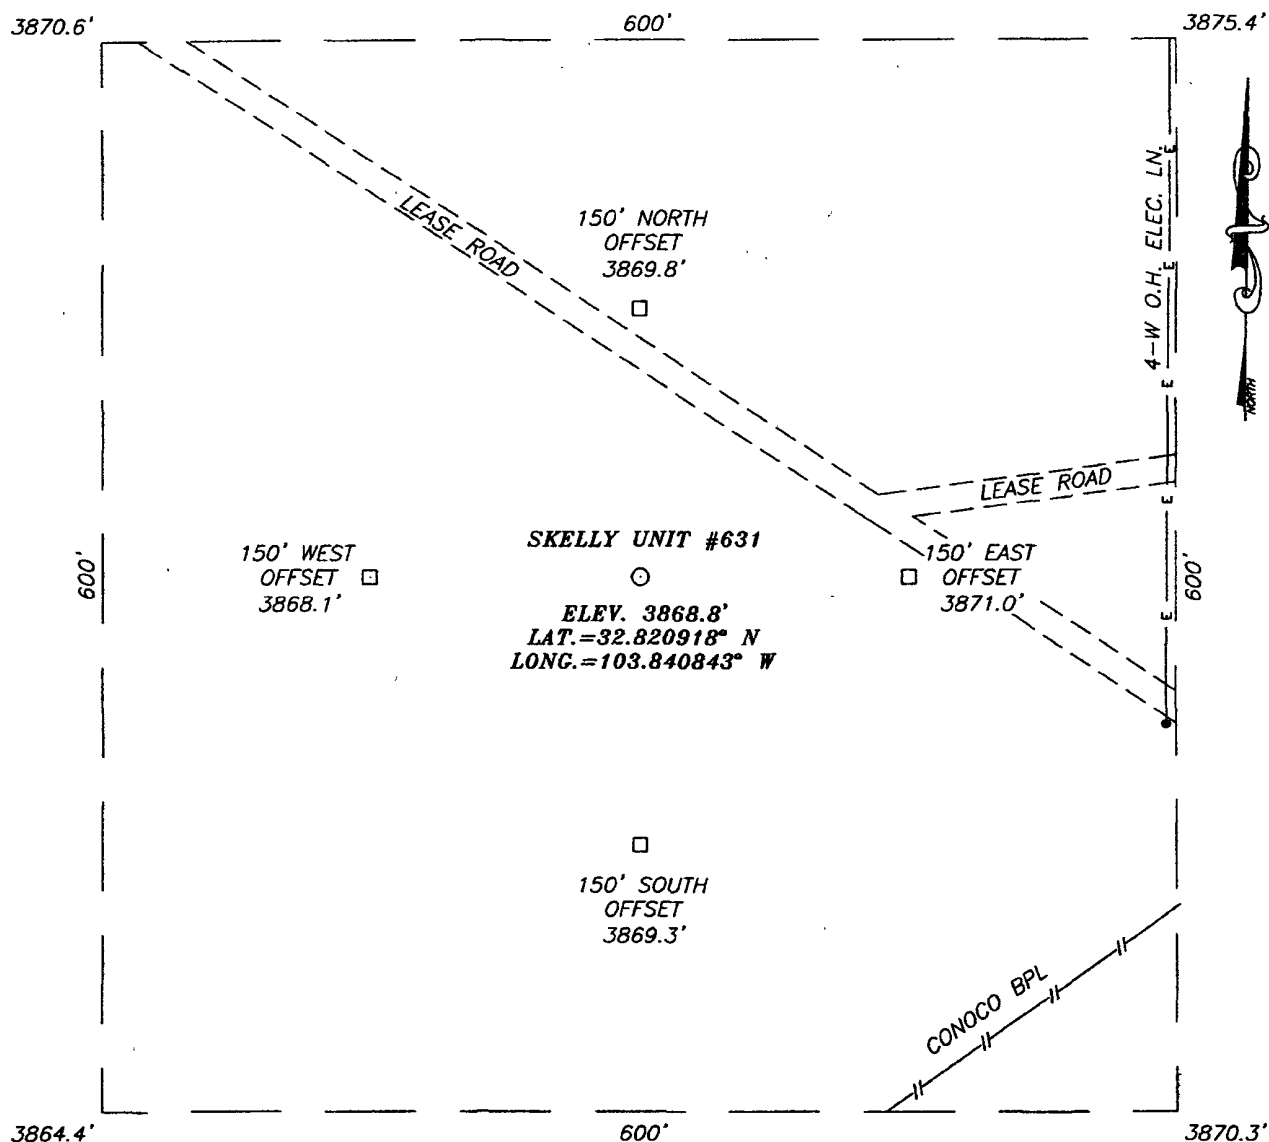 3870.6'
600'
3875.4'
4-W O.H. ELEC. LN.
E
E
E
E
E
NORTH
LEASE ROAD
150' NORTH
OFFSET
3869.8'
LEASE ROAD
SKELLY UNIT #631
ELEV. 3868.8'
LAT.=32.820918° N
LONG.=103.840843° W
150' WEST
OFFSET
3868.1'
150' EAST
OFFSET
3871.0'
600'
600'
150' SOUTH
OFFSET
3869.3'
CONOCO BPL
3864.4'
600'
3870.3'